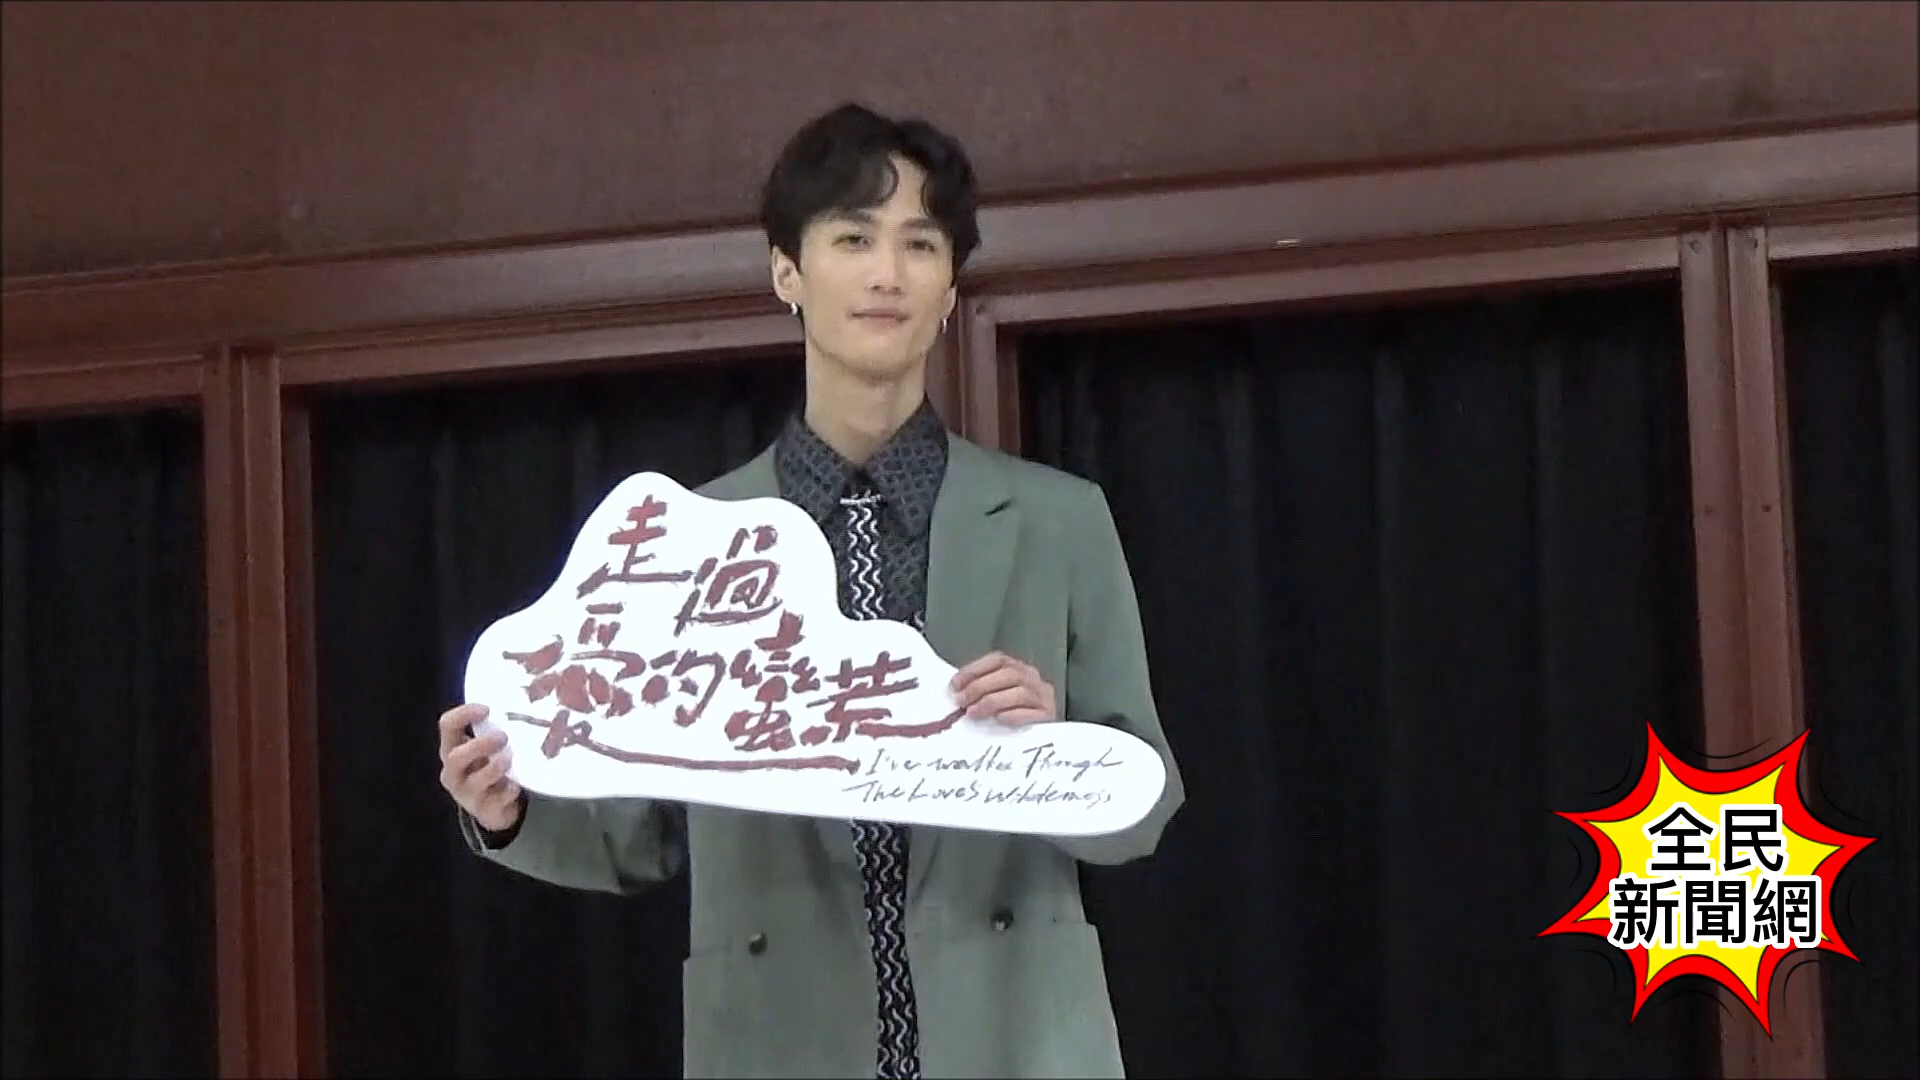 走過
愛的蠻荒
I've walked Through
The Love's Wilderness
全民
新聞網